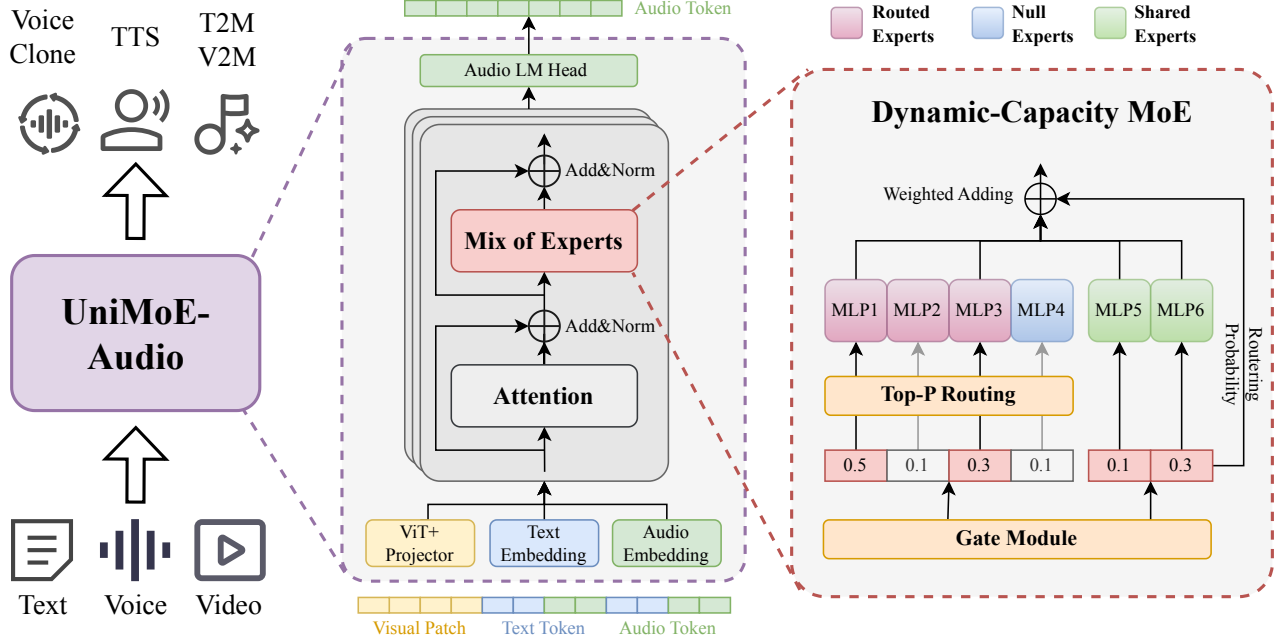 Voice
Clone
TTS
T2M
V2M
UniMoE-
Audio
Text
Voice
Video
Audio Token
Audio LM Head
Add&Norm
Mix of Experts
Add&Norm
Attention
ViT+
Projector
Text
Embedding
Audio
Embedding
Visual Patch
Text Token
Audio Token
Routed
Experts
Null
Experts
Shared
Experts
Dynamic-Capacity MoE
Weighted Adding
MLP1
MLP2
MLP3
MLP4
MLP5
MLP6
Routering
Probability
Top-P Routing
0.5
0.1
0.3
0.1
0.1
0.3
Gate Module